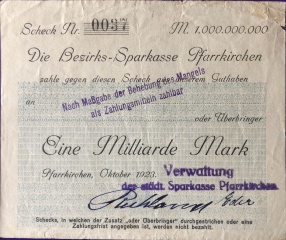 Scheck Nr. 0037 M. 1,000.000.000
Die Bezirks-Sparkasse Pfarrkirchen
zahle gegen diesen Scheck aus unserem Guthaben
Nach Maßgabe der Behebung des Mangels
als Zahlungsmitteln zahlbar
an oder Überbringer
Eine Milliarde Mark
Pfarrkirchen, Oktober 1923.
Verwaltung
der städt. Sparkasse Pfarrkirchen.
Schecks, in welchen der Zusatz „oder Überbringer" durchgestrichen oder eine
Zahlungsfrist angegeben ist, werden nicht bezahlt.